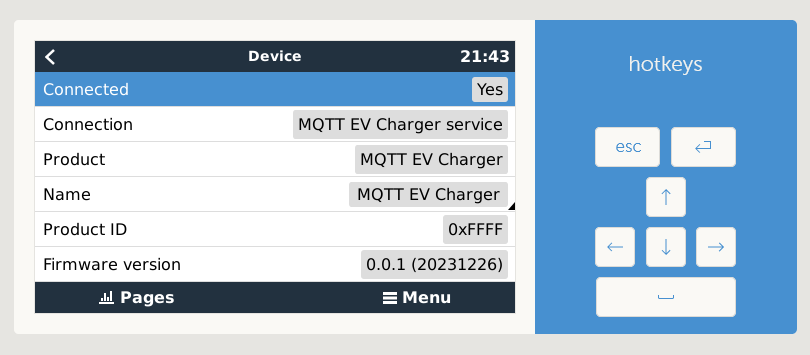 Device 21:43
Connected Yes
Connection MQTT EV Charger service
Product MQTT EV Charger
Name MQTT EV Charger
Product ID 0xFFFF
Firmware version 0.0.1 (20231226)
Pages Menu
hotkeys
esc